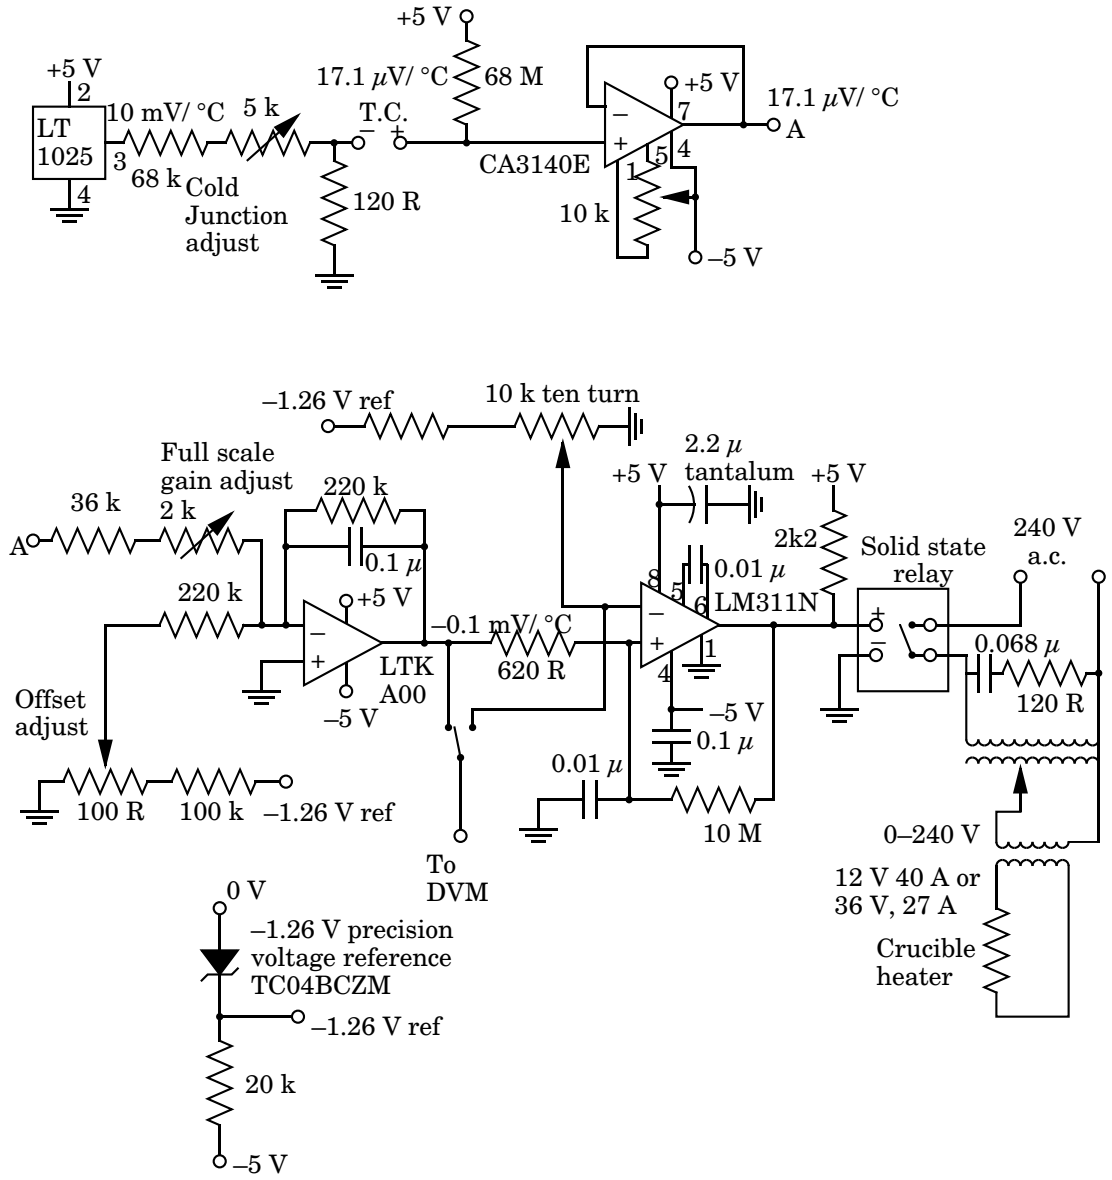 +5 V
+5 V
2
LT
1025
10 mV/ °C
3
4
68 k
5 k
Cold
Junction
adjust
17.1 μV/ °C
T.C.
– +
120 R
68 M
CA3140E
–
+
+5 V
7
1
5
4
10 k
–5 V
17.1 μV/ °C
A
–1.26 V ref
10 k ten turn
Full scale
gain adjust
36 k
2 k
A
220 k
0.1 μ
220 k
–
+
+5 V
–5 V
LTK
A00
–0.1 mV/ °C
620 R
Offset
adjust
100 R
100 k
–1.26 V ref
To
DVM
+5 V
2.2 μ
tantalum
8
5
6
0.01 μ
LM311N
–
+
1
4
–5 V
0.1 μ
0.01 μ
10 M
+5 V
2k2
Solid state
relay
+
–
240 V
a.c.
0.068 μ
120 R
0–240 V
12 V 40 A or
36 V, 27 A
Crucible
heater
0 V
–1.26 V precision
voltage reference
TC04BCZM
–1.26 V ref
20 k
–5 V